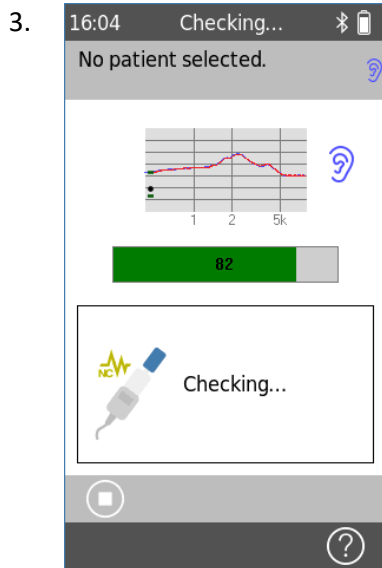 3.
16:04 Checking...
No patient selected.
1 2 5k
82
NC
Checking...
?